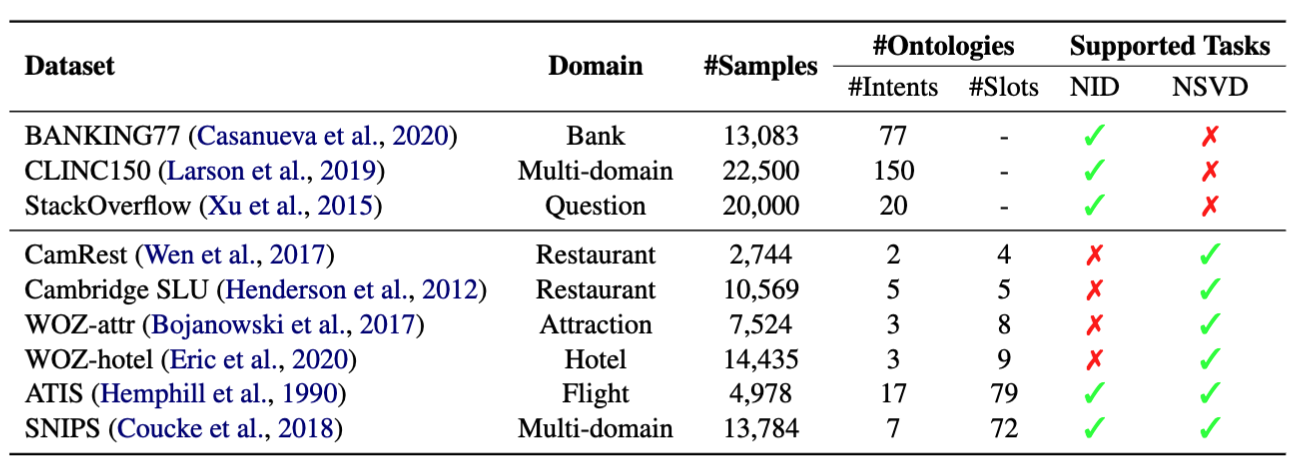 Dataset Domain #Samples #Ontologies Supported Tasks
#Intents #Slots NID NSVD
BANKING77 (Casanueva et al., 2020) Bank 13,083 77 - ✓ ✗
CLINC150 (Larson et al., 2019) Multi-domain 22,500 150 - ✓ ✗
StackOverflow (Xu et al., 2015) Question 20,000 20 - ✓ ✗
CamRest (Wen et al., 2017) Restaurant 2,744 2 4 ✗ ✓
Cambridge SLU (Henderson et al., 2012) Restaurant 10,569 5 5 ✗ ✓
WOZ-attr (Bojanowski et al., 2017) Attraction 7,524 3 8 ✗ ✓
WOZ-hotel (Eric et al., 2020) Hotel 14,435 3 9 ✗ ✓
ATIS (Hemphill et al., 1990) Flight 4,978 17 79 ✓ ✓
SNIPS (Coucke et al., 2018) Multi-domain 13,784 7 72 ✓ ✓